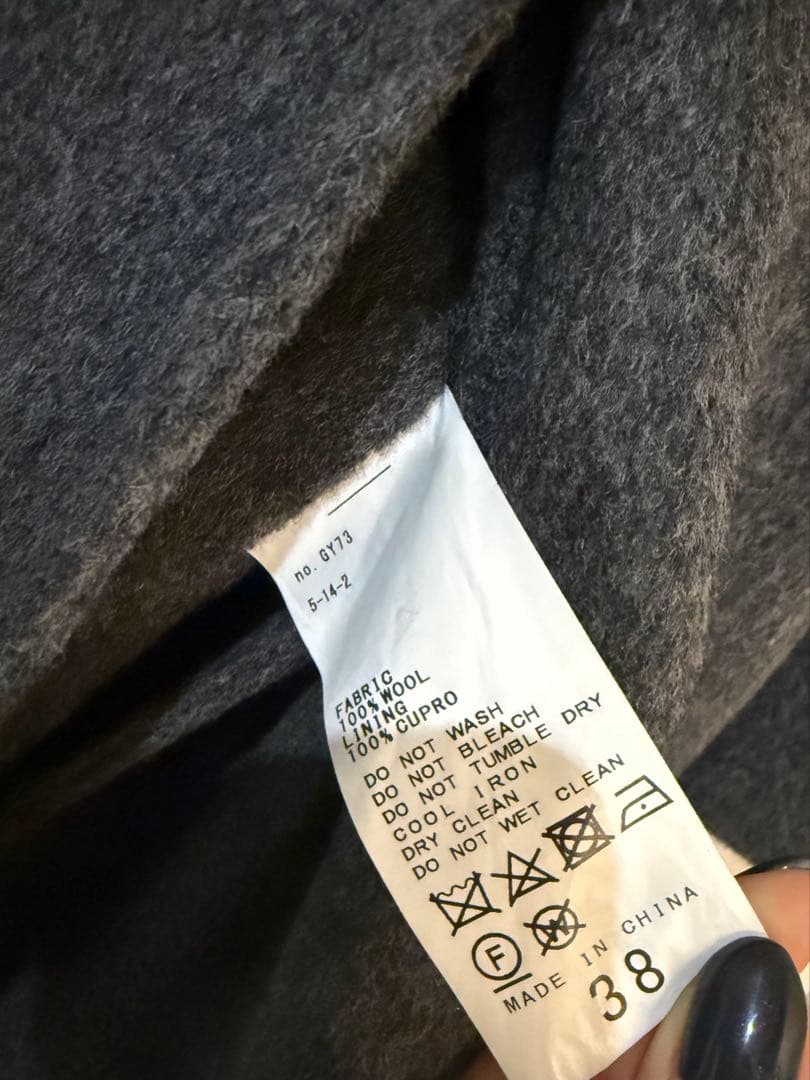 no. GY73
5-14-2
FABRIC
100%WOOL
LINING
100%CUPRO
DO NOT WASH
DO NOT BLEACH
DO NOT TUMBLE DRY
COOL IRON
DRY CLEAN
DO NOT WET CLEAN
F W
MADE IN CHINA
38